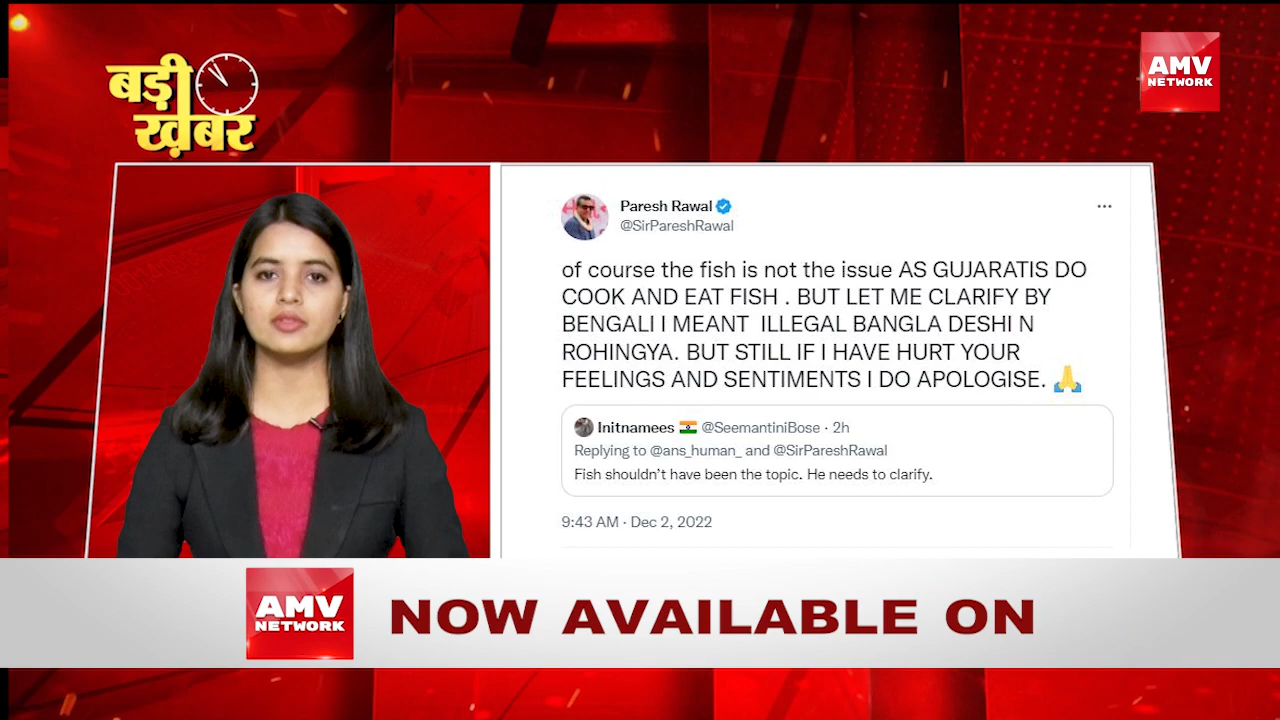 बड़ी
ख़बर
AMV
NETWORK
Paresh Rawal
@SirPareshRawal
of course the fish is not the issue AS GUJARATIS DO
COOK AND EAT FISH . BUT LET ME CLARIFY BY
BENGALI I MEANT ILLEGAL BANGLA DESHI N
ROHINGYA. BUT STILL IF I HAVE HURT YOUR
FEELINGS AND SENTIMENTS I DO APOLOGISE. 🙏
Initnamees 🇮🇳 @SeemantiniBose · 2h
Replying to @ans_human_ and @SirPareshRawal
Fish shouldn't have been the topic. He needs to clarify.
9:43 AM · Dec 2, 2022
AMV
NETWORK
NOW AVAILABLE ON